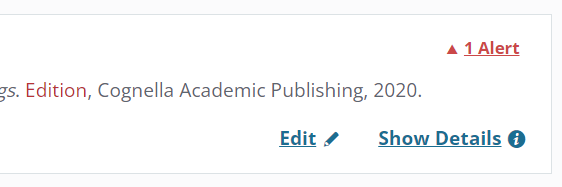 1 Alert
gs. Edition, Cognella Academic Publishing, 2020.
Edit Show Details